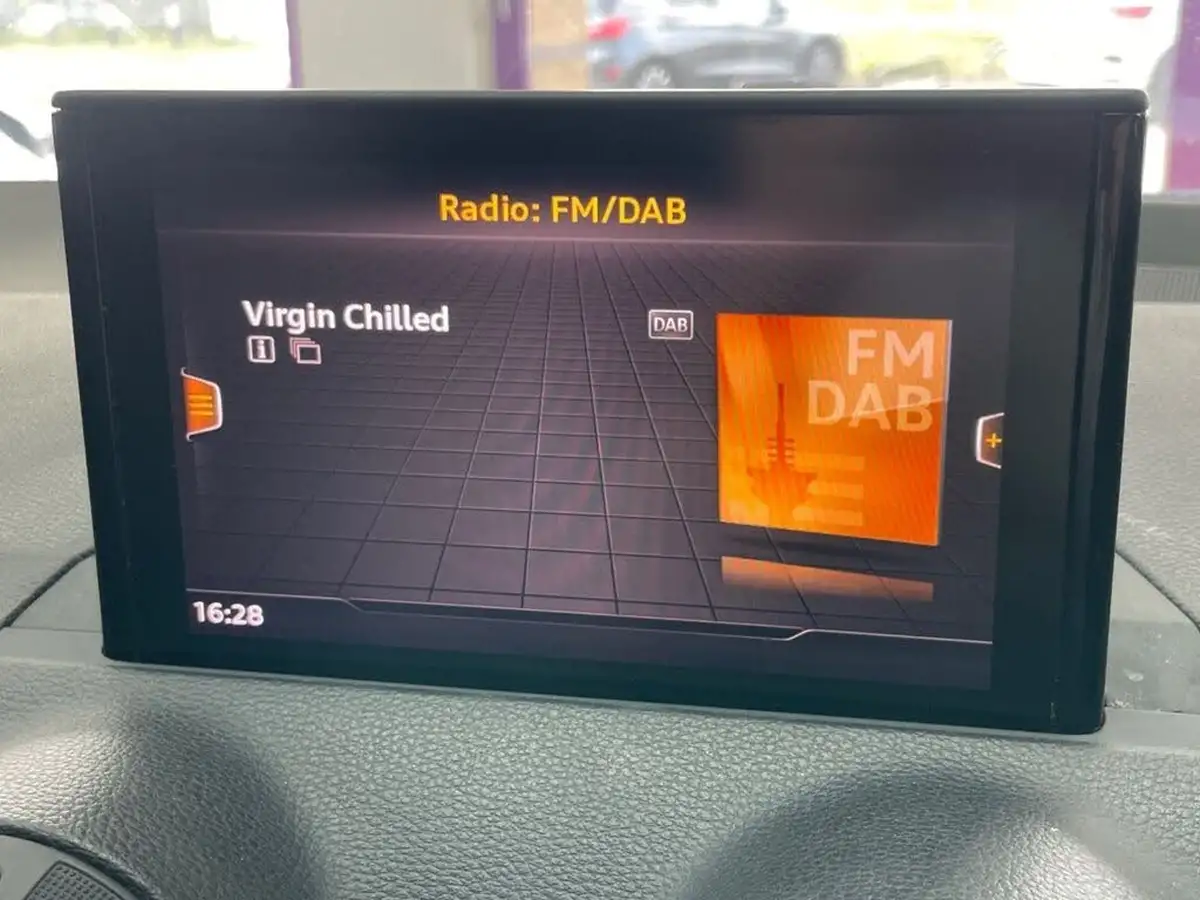 Radio: FM/DAB
Virgin Chilled
DAB
FM
DAB
16:28